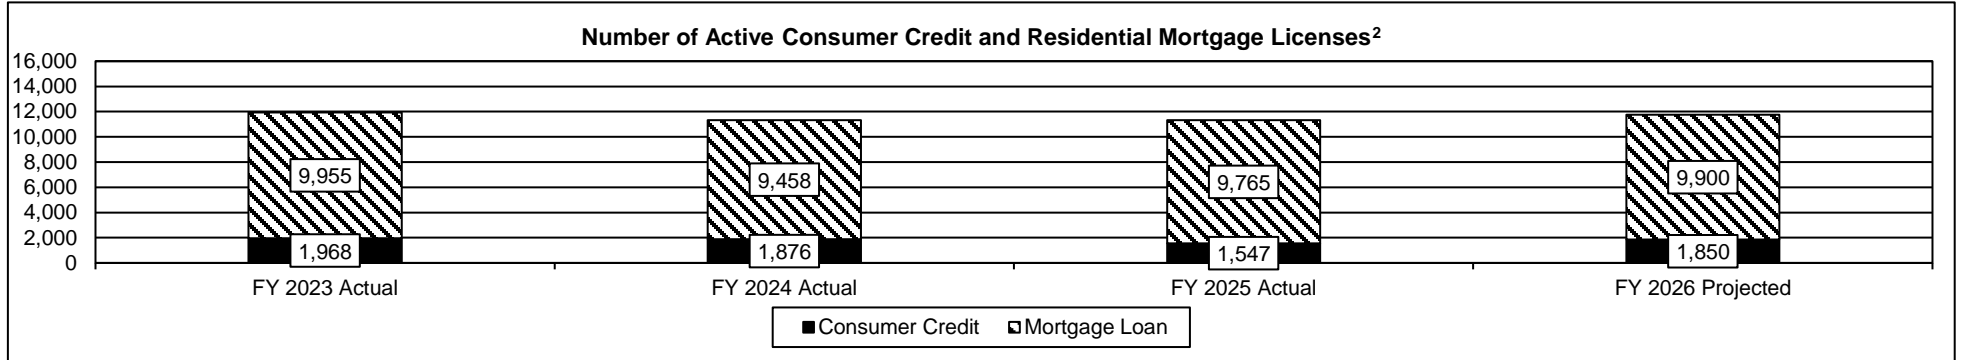 Number of Active Consumer Credit and Residential Mortgage Licenses²
16,000
14,000
12,000
10,000
8,000
6,000
4,000
2,000
0
9,955
9,458
9,765
9,900
1,968
1,876
1,547
1,850
FY 2023 Actual
FY 2024 Actual
FY 2025 Actual
FY 2026 Projected
Consumer Credit
Mortgage Loan